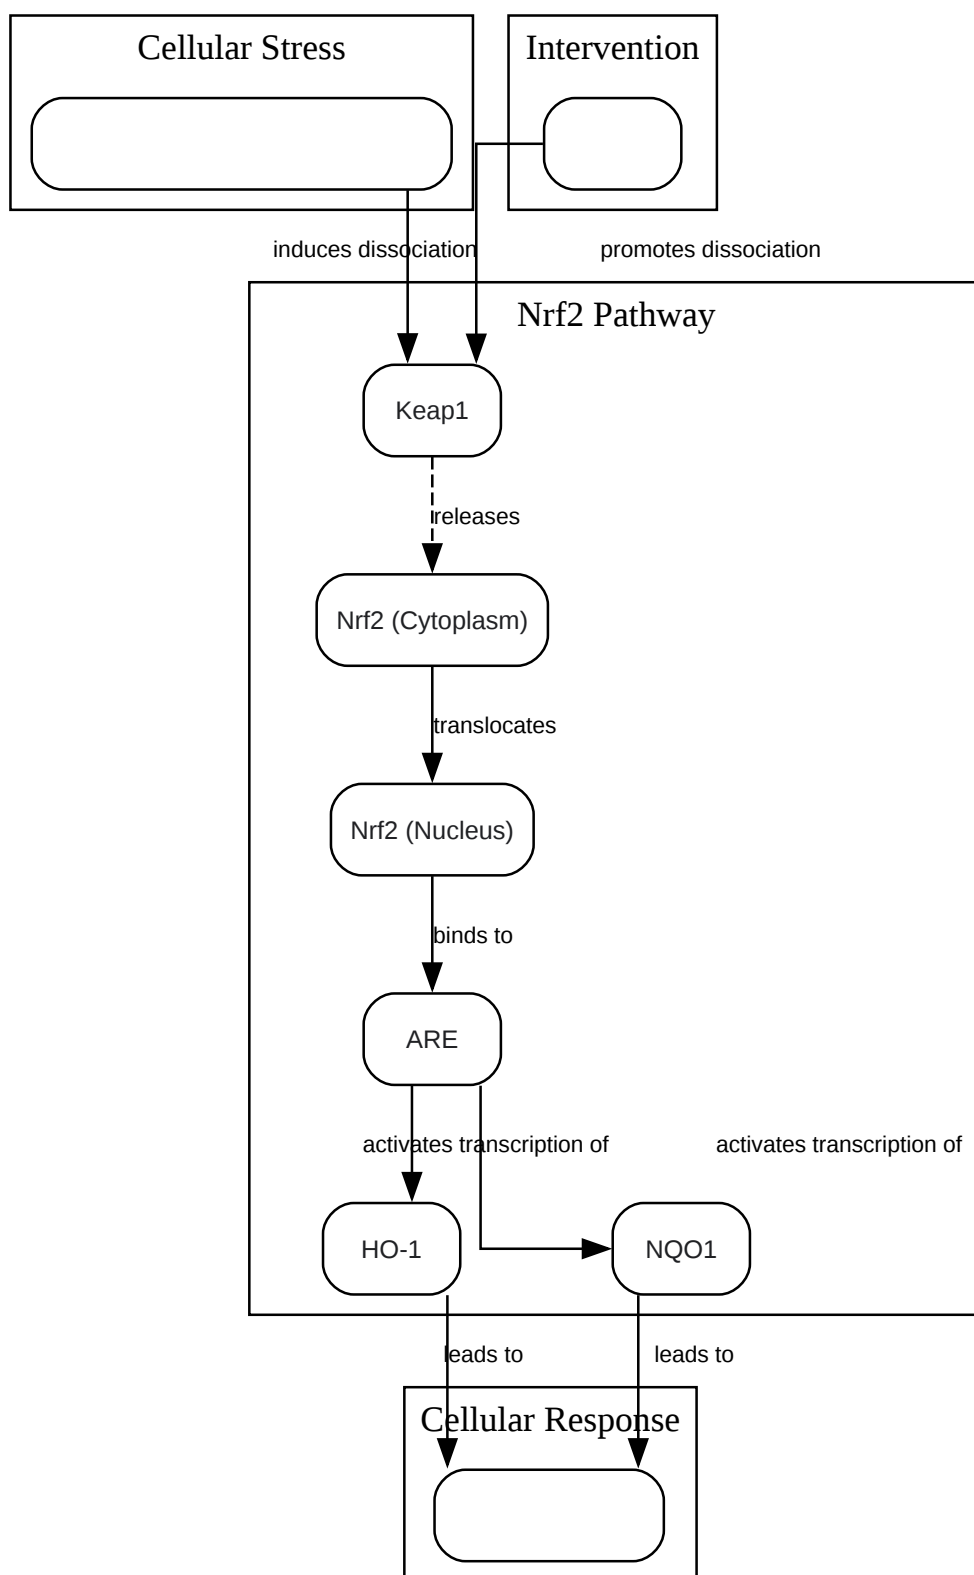 Cellular Stress
Intervention
induces dissociation
promotes dissociation
Nrf2 Pathway
Keap1
releases
Nrf2 (Cytoplasm)
translocates
Nrf2 (Nucleus)
binds to
ARE
activates transcription of
activates transcription of
HO-1
NQO1
leads to
leads to
Cellular Response